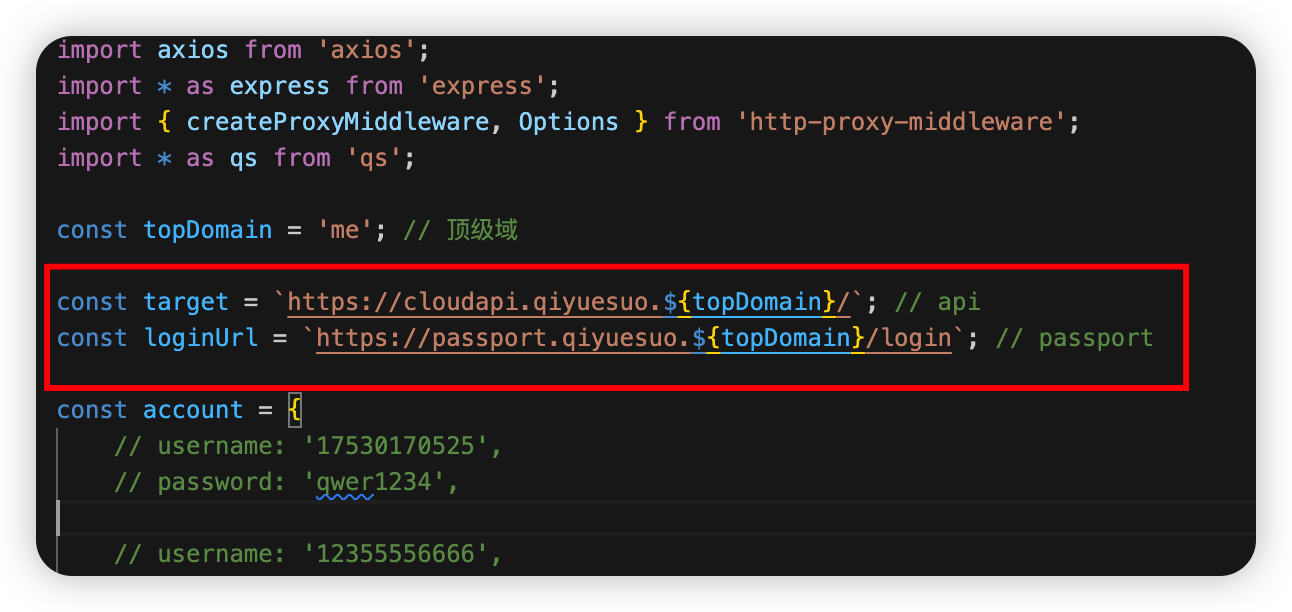 import axios from 'axios';
import * as express from 'express';
import { createProxyMiddleware, Options } from 'http-proxy-middleware';
import * as qs from 'qs';
const topDomain = 'me'; // 顶级域
const target = `https://cloudapi.qiyuesuo.${topDomain}/`; // api
const loginUrl = `https://passport.qiyuesuo.${topDomain}/login`; // passport
const account = {
// username: '17530170525',
// password: 'qwer1234',
// username: '12355556666',